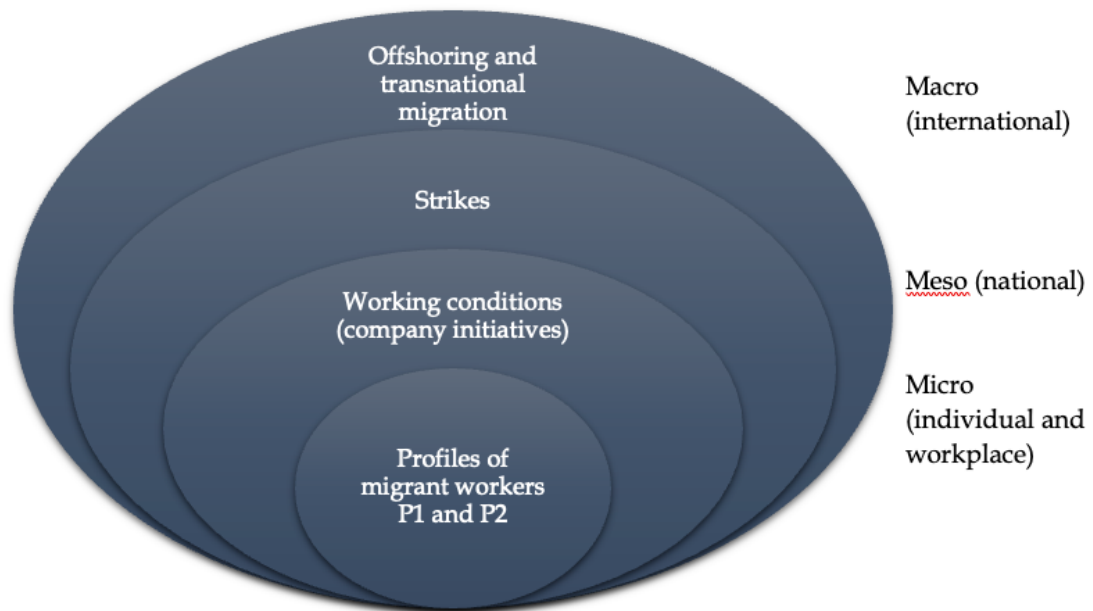 Offshoring and
transnational
migration
Macro
(international)
Strikes
Meso (national)
Working conditions
(company initiatives)
Micro
(individual and
workplace)
Profiles of
migrant workers
P1 and P2